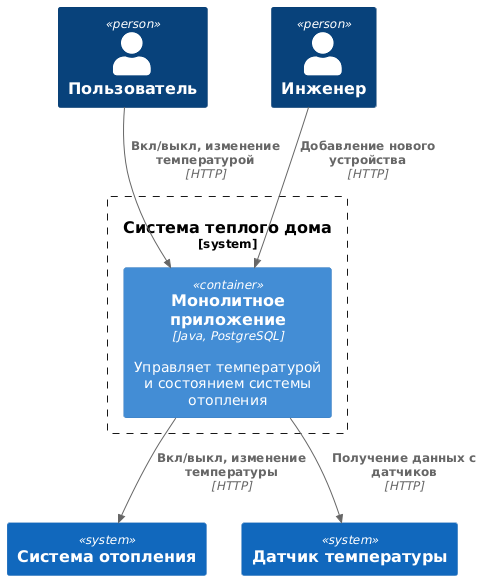 «person»
Пользователь
«person»
Инженер
Вкл/выкл, изменение
температурой
[HTTP]
Добавление нового
устройства
[HTTP]
Система теплого дома
[system]
«container»
Монолитное
приложение
[Java, PostgreSQL]
Управляет температурой
и состоянием системы
отопления
Вкл/выкл, изменение
температуры
[HTTP]
Получение данных с
датчиков
[HTTP]
«system»
Система отопления
«system»
Датчик температуры